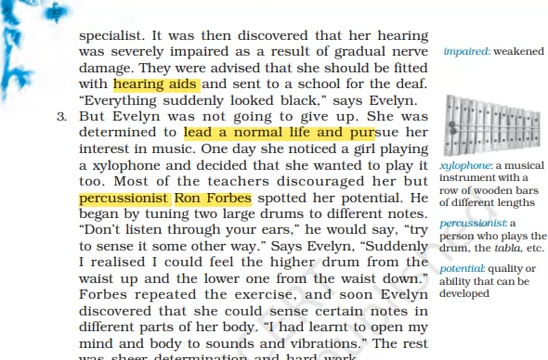 specialist. It was then discovered that her hearing
was severely impaired as a result of gradual nerve
damage. They were advised that she should be fitted
with hearing aids and sent to a school for the deaf.
“Everything suddenly looked black,” says Evelyn.
3. But Evelyn was not going to give up. She was
determined to lead a normal life and pursue her
interest in music. One day she noticed a girl playing
a xylophone and decided that she wanted to play it
too. Most of the teachers discouraged her but
percussionist Ron Forbes spotted her potential. He
began by tuning two large drums to different notes.
“Don’t listen through your ears,” he would say, “try
to sense it some other way.” Says Evelyn, “Suddenly
I realised I could feel the higher drum from the
waist up and the lower one from the waist down.”
Forbes repeated the exercise, and soon Evelyn
discovered that she could sense certain notes in
different parts of her body. “I had learnt to open my
mind and body to sounds and vibrations.” The rest
was sheer determination and hard work.
impaired: weakened
xylophone: a musical
instrument with a
row of wooden bars
of different lengths
percussionist: a
person who plays the
drum, the tabla, etc.
potential: quality or
ability that can be
developed